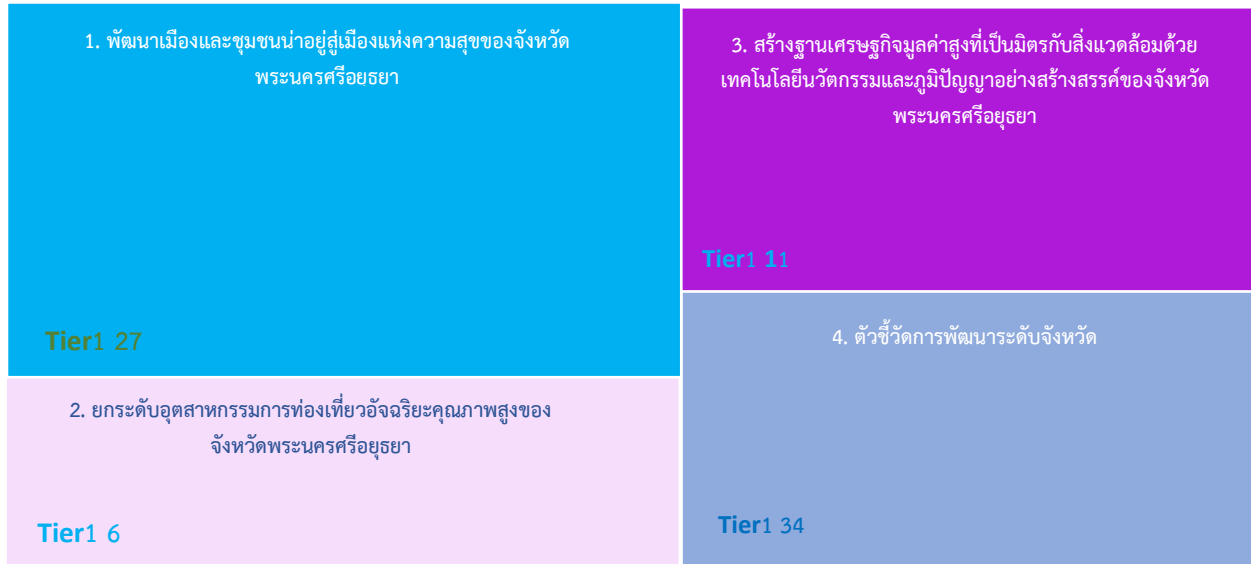 1. พัฒนาเมืองและชุมชนน่าอยู่สู่เมืองแห่งความสุขของจังหวัด
พระนครศรีอยธยา
Tier1 27
2. ยกระดับอุตสาหกรรมการท่องเที่ยวอัจฉริยะคุณภาพสูงของ
จังหวัดพระนครศรีอยุธยา
Tier1 6
3. สร้างฐานเศรษฐกิจมูลค่าสูงที่เป็นมิตรกับสิ่งแวดล้อมด้วย
เทคโนโลยีนวัตกรรมและภูมิปัญญาอย่างสร้างสรรค์ของจังหวัด
พระนครศรีอยุธยา
Tier1 11
4. ตัวชี้วัดการพัฒนาระดับจังหวัด
Tier1 34